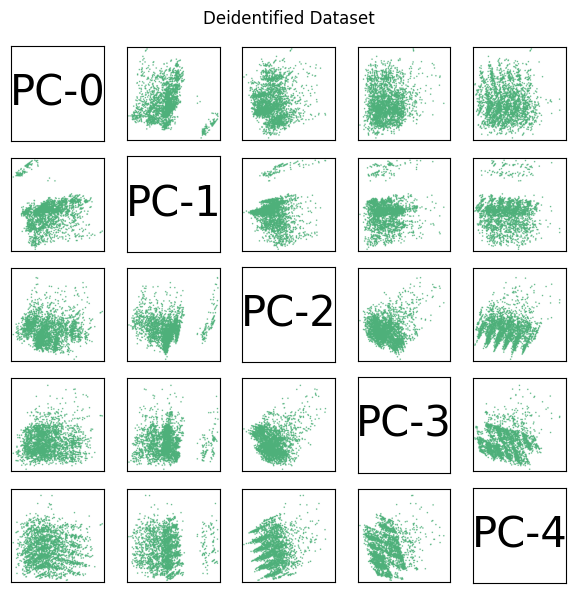 Deidentified Dataset
PC-0
PC-1
PC-2
PC-3
PC-4